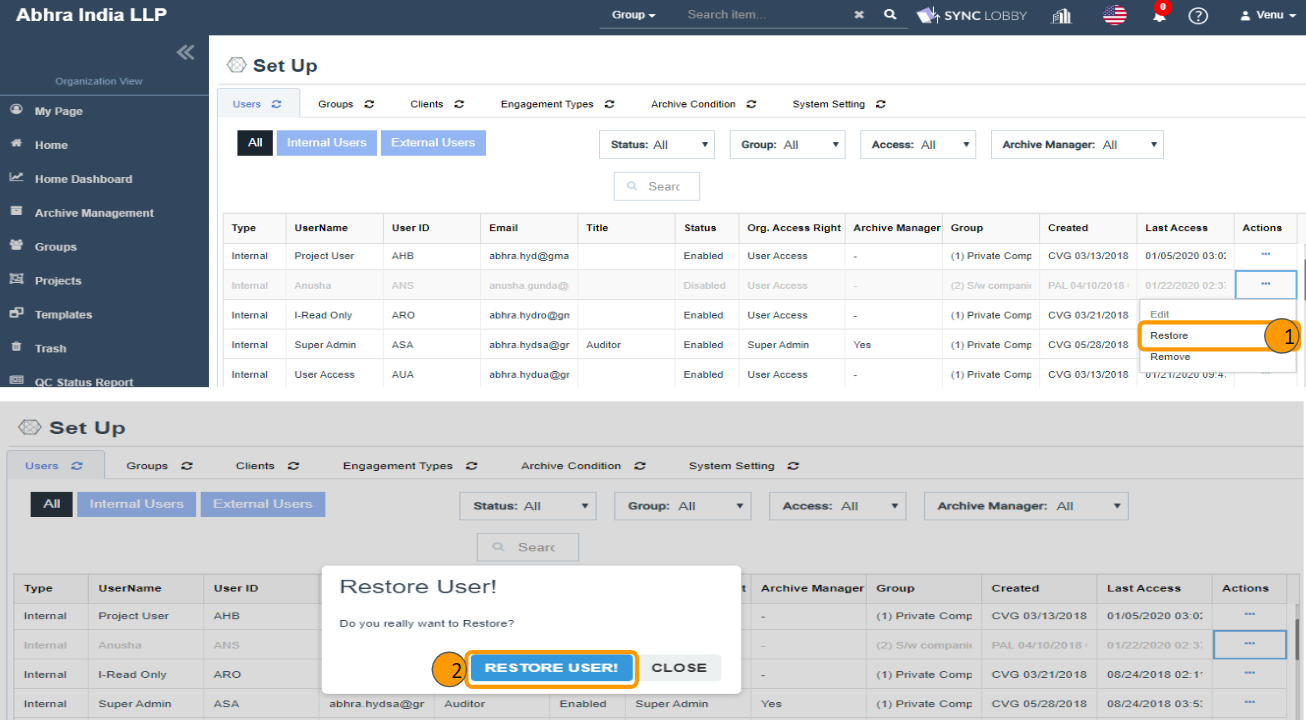 Abhra India LLP
Group
Search item...
SYNC LOBBY
0
?
Venu
Organization View
My Page
Home
Home Dashboard
Archive Management
Groups
Projects
Templates
Trash
QC Status Report
Set Up
Users Groups Clients Engagement Types Archive Condition System Setting
All Internal Users External Users Status: All Group: All Access: All Archive Manager: All
Searc
Type UserName User ID Email Title Status Org. Access Right Archive Manager Group Created Last Access Actions
Internal Project User AHB abhra.hyd@gma Enabled User Access - (1) Private Comp CVG 03/13/2018 01/05/2020 03:02 ...
Internal Anusha ANS anusha.gunda@ Disabled User Access - (2) S/w companie PAL 04/10/2018 01/22/2020 02:37 ...
Internal I-Read Only ARO abhra.hydro@gm Enabled User Access - (1) Private Comp CVG 03/21/2018
Internal Super Admin ASA abhra.hydsa@gr Auditor Enabled Super Admin Yes (1) Private Comp CVG 05/28/2018
Internal User Access AUA abhra.hydua@gr Enabled User Access - (1) Private Comp CVG 03/13/2018 01/21/2020 09:4
Edit
Restore 1
Remove
Set Up
Users Groups Clients Engagement Types Archive Condition System Setting
All Internal Users External Users Status: All Group: All Access: All Archive Manager: All
Searc
Type UserName User ID t Archive Manager Group Created Last Access Actions
Internal Project User AHB - (1) Private Comp CVG 03/13/2018 01/05/2020 03:02 ...
Internal Anusha ANS - (2) S/w companie PAL 04/10/2018 01/22/2020 02:37 ...
Internal I-Read Only ARO - (1) Private Comp CVG 03/21/2018 08/24/2018 02:11 ...
Internal Super Admin ASA abhra.hydsa@gr Auditor Enabled Super Admin Yes (1) Private Comp CVG 05/28/2018 08/24/2018 03:53 ...
Restore User!
Do you really want to Restore?
2 RESTORE USER! CLOSE